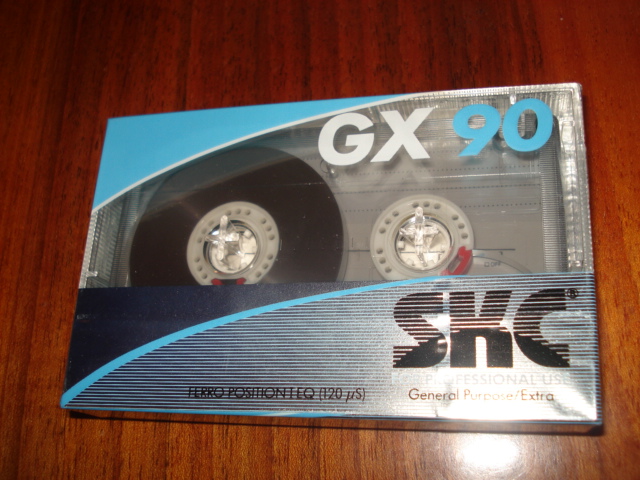 GX 90
SKC®
PROFESSIONAL USE
FERRO POSITION I EQ (120 µS)
General Purpose/Extra